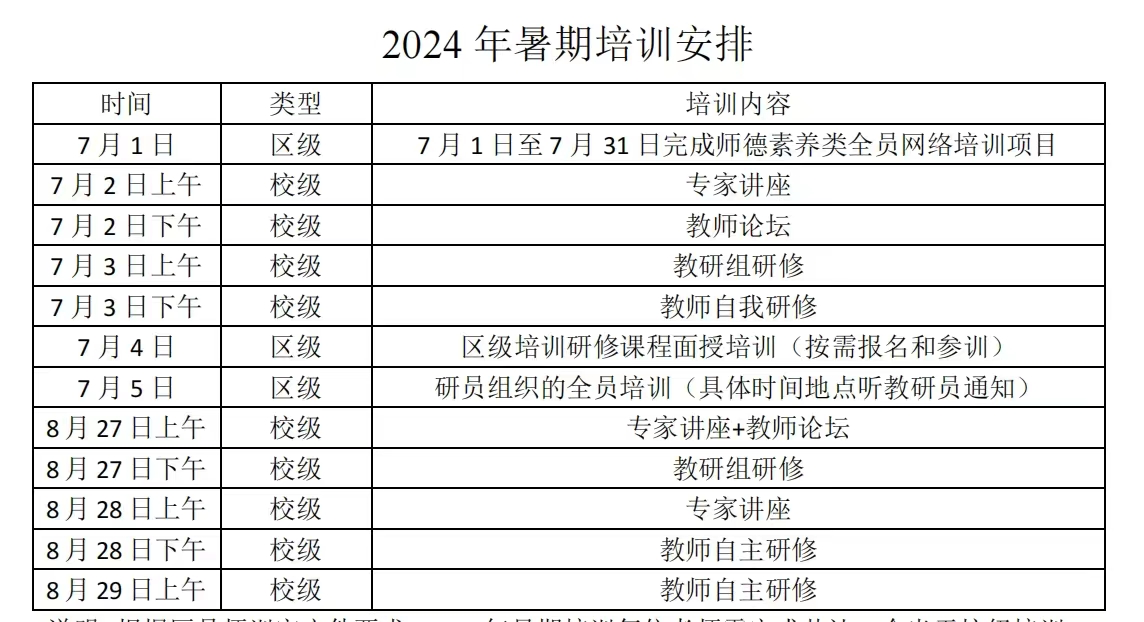 2024 年暑期培训安排
时间 类型 培训内容
7 月 1 日 区级 7 月 1 日至 7 月 31 日完成师德素养类全员网络培训项目
7 月 2 日上午 校级 专家讲座
7 月 2 日下午 校级 教师论坛
7 月 3 日上午 校级 教研组研修
7 月 3 日下午 校级 教师自我研修
7 月 4 日 区级 区级培训研修课程面授培训（按需报名和参训）
7 月 5 日 区级 研员组织的全员培训（具体时间地点听教研员通知）
8 月 27 日上午 校级 专家讲座+教师论坛
8 月 27 日下午 校级 教研组研修
8 月 28 日上午 校级 专家讲座
8 月 28 日下午 校级 教师自主研修
8 月 29 日上午 校级 教师自主研修